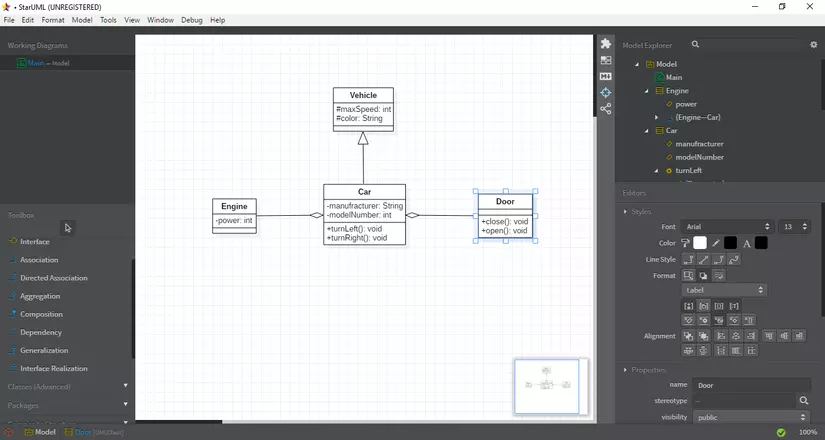 • StarUML (UNREGISTERED)
File Edit Format Model Tools View Window Debug Help
Working Diagrams
Main — Model
Toolbox
Interface
Association
Directed Association
Aggregation
Composition
Dependency
Generalization
Interface Realization
Classes (Advanced)
Packages
Vehicle
#maxSpeed: int
#color: String
Engine
-power: int
Car
-manufracturer: String
-modelNumber: int
+turnLeft(): void
+turnRight(): void
Door
+close(): void
+open(): void
Model Explorer
Model
Main
Engine
power
(Engine—Car)
Car
manufracturer
modelNumber
turnLeft
Editors
Styles
Font Arial 13
Color A
Line Style
Format
Label
Alignment
Properties
name Door
stereotype –
visibility public
Model Door [UMLClass]
100%